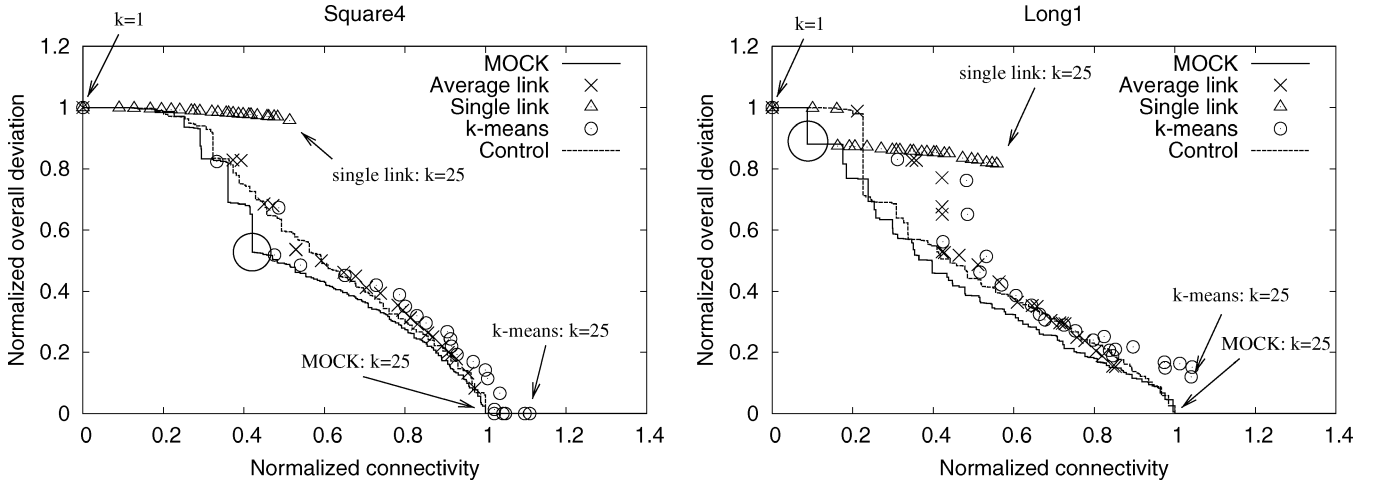 Square4
k=1
1.2
1
0.8
0.6
0.4
0.2
0
Normalized overall deviation
MOCK
Average link
Single link
k-means
Control
single link: k=25
k-means: k=25
MOCK: k=25
0 0.2 0.4 0.6 0.8 1 1.2 1.4
Normalized connectivity
Long1
k=1
1.2
1
0.8
0.6
0.4
0.2
0
Normalized overall deviation
MOCK
Average link
Single link
k-means
Control
single link: k=25
k-means: k=25
MOCK: k=25
0 0.2 0.4 0.6 0.8 1 1.2 1.4
Normalized connectivity